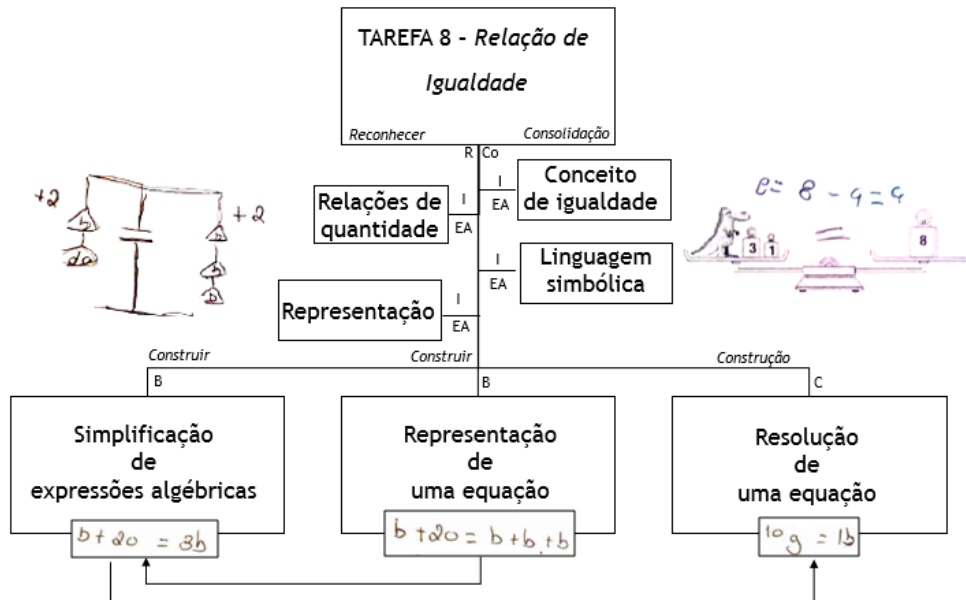 TAREFA 8 - Relação de
Igualdade
Reconhecer
Consolidação
R
Co
I
Conceito
de igualdade
EA
Relações de
quantidade
I
EA
I
Linguagem
simbólica
EA
Representação
I
EA
+2
+2
b
b
20
b
b
e = 8 - 4 = 4
3
1
=
8
Construir
Construir
Construção
B
B
C
Simplificação
de
expressões algébricas
b + 20 = 3b
Representação
de
uma equação
b + 20 = b + b + b
Resolução
de
uma equação
10g = 1b